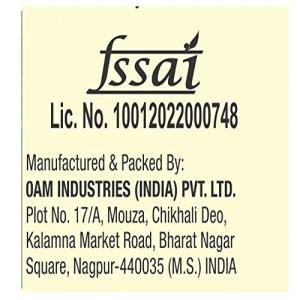 fssai
Lic. No. 10012022000748
Manufactured & Packed By:
OAM INDUSTRIES (INDIA) PVT. LTD.
Plot No. 17/A, Mouza, Chikhali Deo,
Kalamna Market Road, Bharat Nagar
Square, Nagpur-440035 (M.S.) INDIA